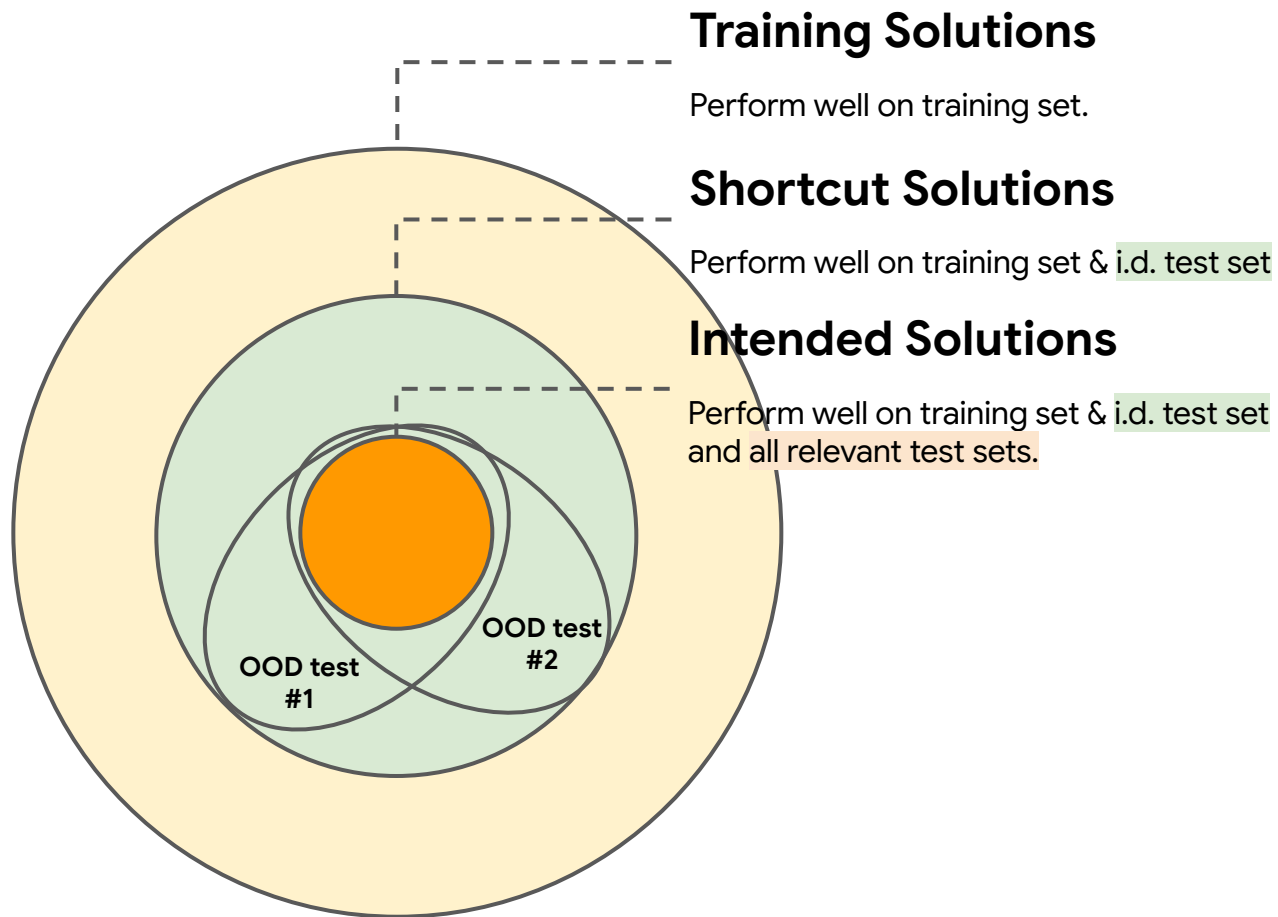 Training Solutions
Perform well on training set.
Shortcut Solutions
Perform well on training set & i.d. test set
Intended Solutions
Perform well on training set & i.d. test set
and all relevant test sets.
OOD test
#2
OOD test
#1